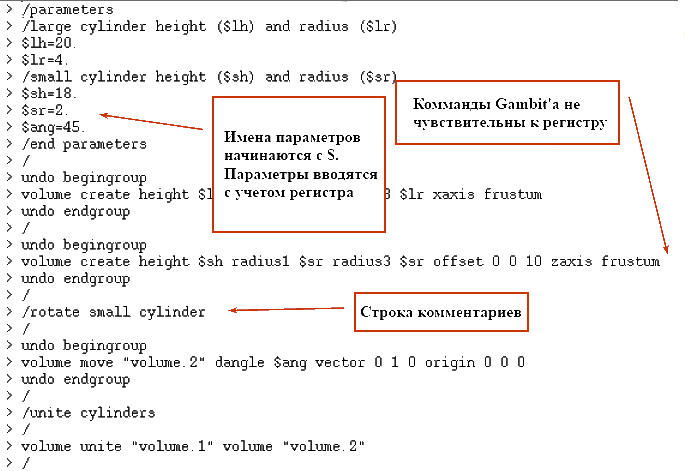 > /parameters
> /large cylinder height ($lh) and radius ($lr)
> $lh=20.
> $lr=4.
> /small cylinder height ($sh) and radius ($sr)
> $sh=18.
> $sr=2.
> $ang=45.
> /end parameters
> /
> undo begingroup
> volume create height $lr xaxis frustum
> undo endgroup
> /
> undo begingroup
> volume create height $sh radius1 $sr radius3 $sr offset 0 0 10 zaxis frustum
> undo endgroup
> /
> /rotate small cylinder
> /
> undo begingroup
> volume move "volume.2" dangle $ang vector 0 1 0 origin 0 0 0
> undo endgroup
> /
> /unite cylinders
> /
> volume unite "volume.1" volume "volume.2"
> /
Имена параметров
начинаются с S.
Параметры вводятся
с учетом регистра
Комманды Gambit'а не
чувствительны к регистру
Строка комментариев